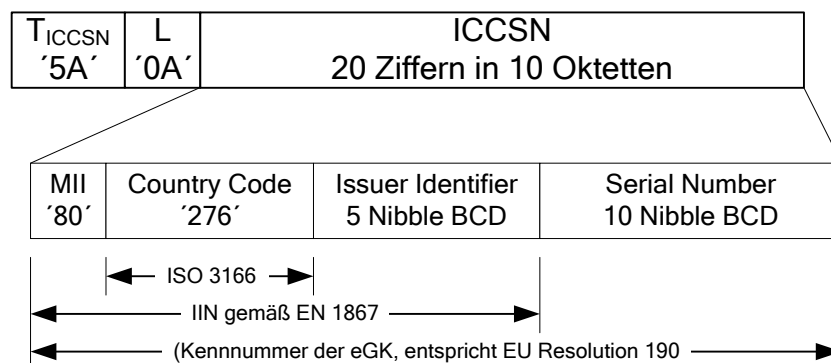 T_ICCSN L ICCSN
´5A´ ´0A´ 20 Ziffern in 10 Oktetten
MII Country Code Issuer Identifier Serial Number
´80´ ´276´ 5 Nibble BCD 10 Nibble BCD
ISO 3166
IIN gemäß EN 1867
(Kennnummer der eGK, entspricht EU Resolution 190